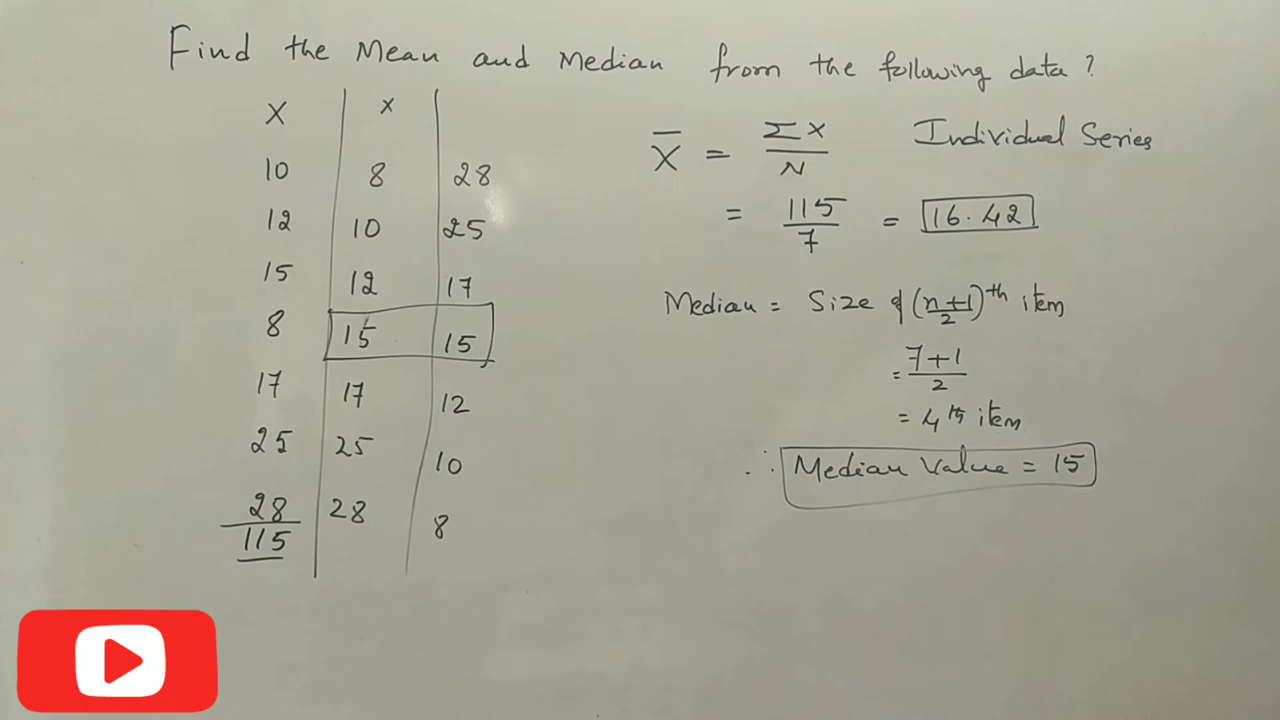 Find the Mean and Median from the following data ?
X x
10 8 28
12 10 25
15 12 17
8 15 15
17 17 12
25 25 10
28 28 8
115
X̄ = Σx / N Individual Series
= 115 / 7 = 16.42
Median = Size of (n+1 / 2)th item
= 7+1 / 2
= 4th item
∴ Median Value = 15